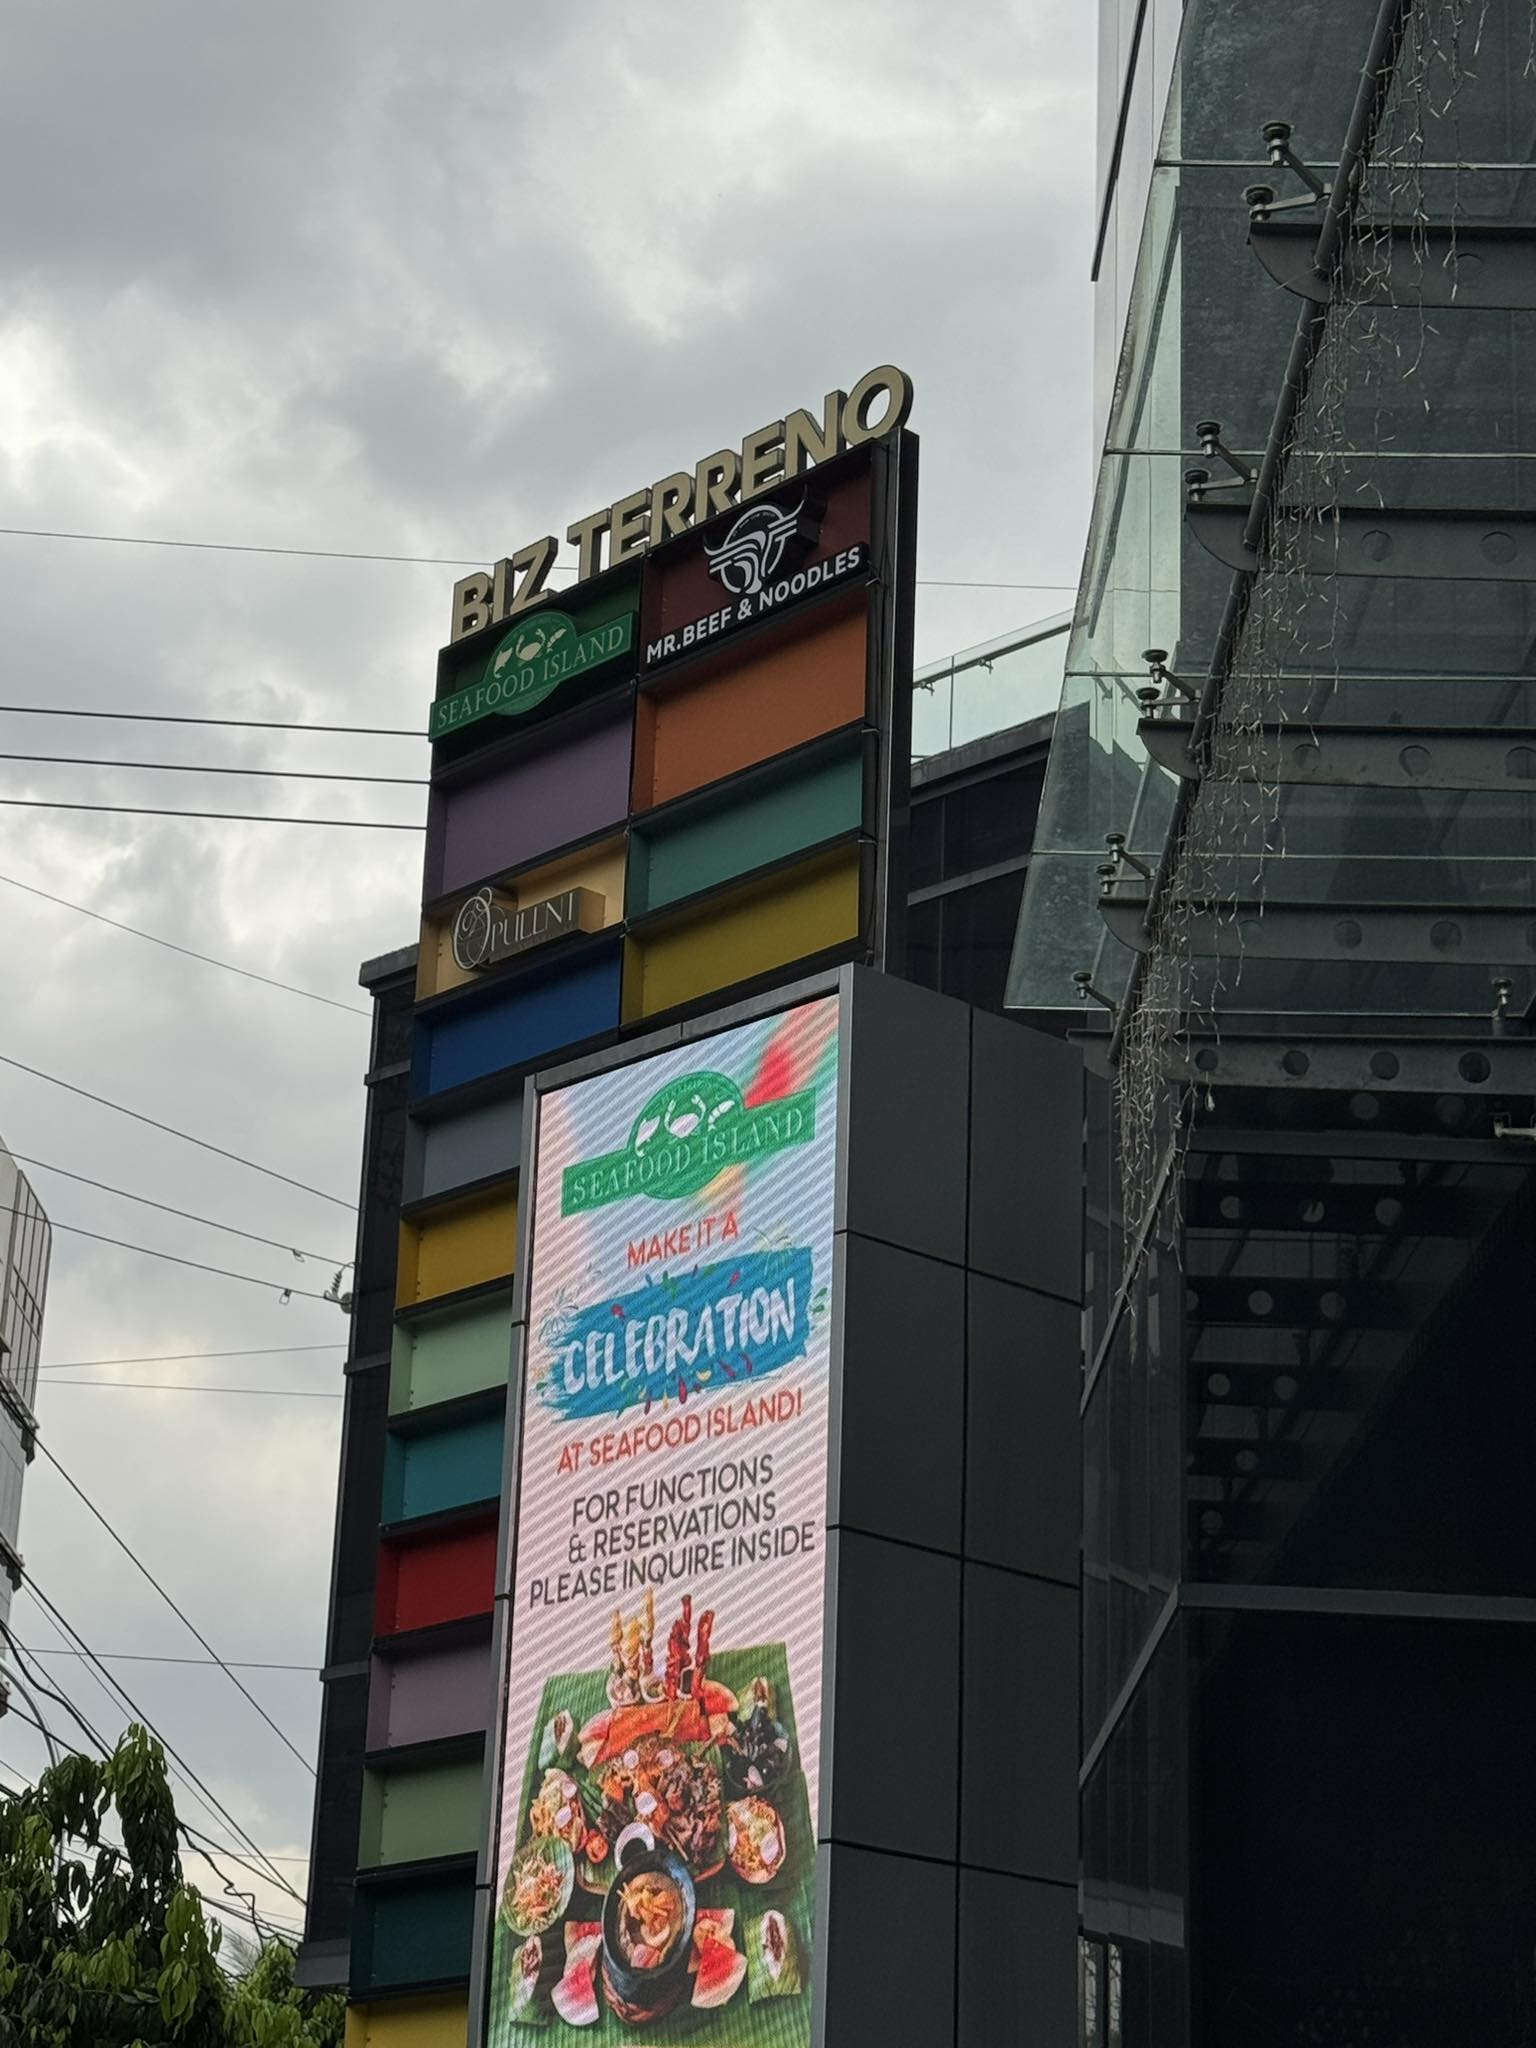 BIZ TERRENO
SEAFOOD ISLAND
MR.BEEF & NOODLES
OPULENT
SEAFOOD ISLAND
MAKE IT A
CELEBRATION
AT SEAFOOD ISLAND!
FOR FUNCTIONS
& RESERVATIONS
PLEASE INQUIRE INSIDE